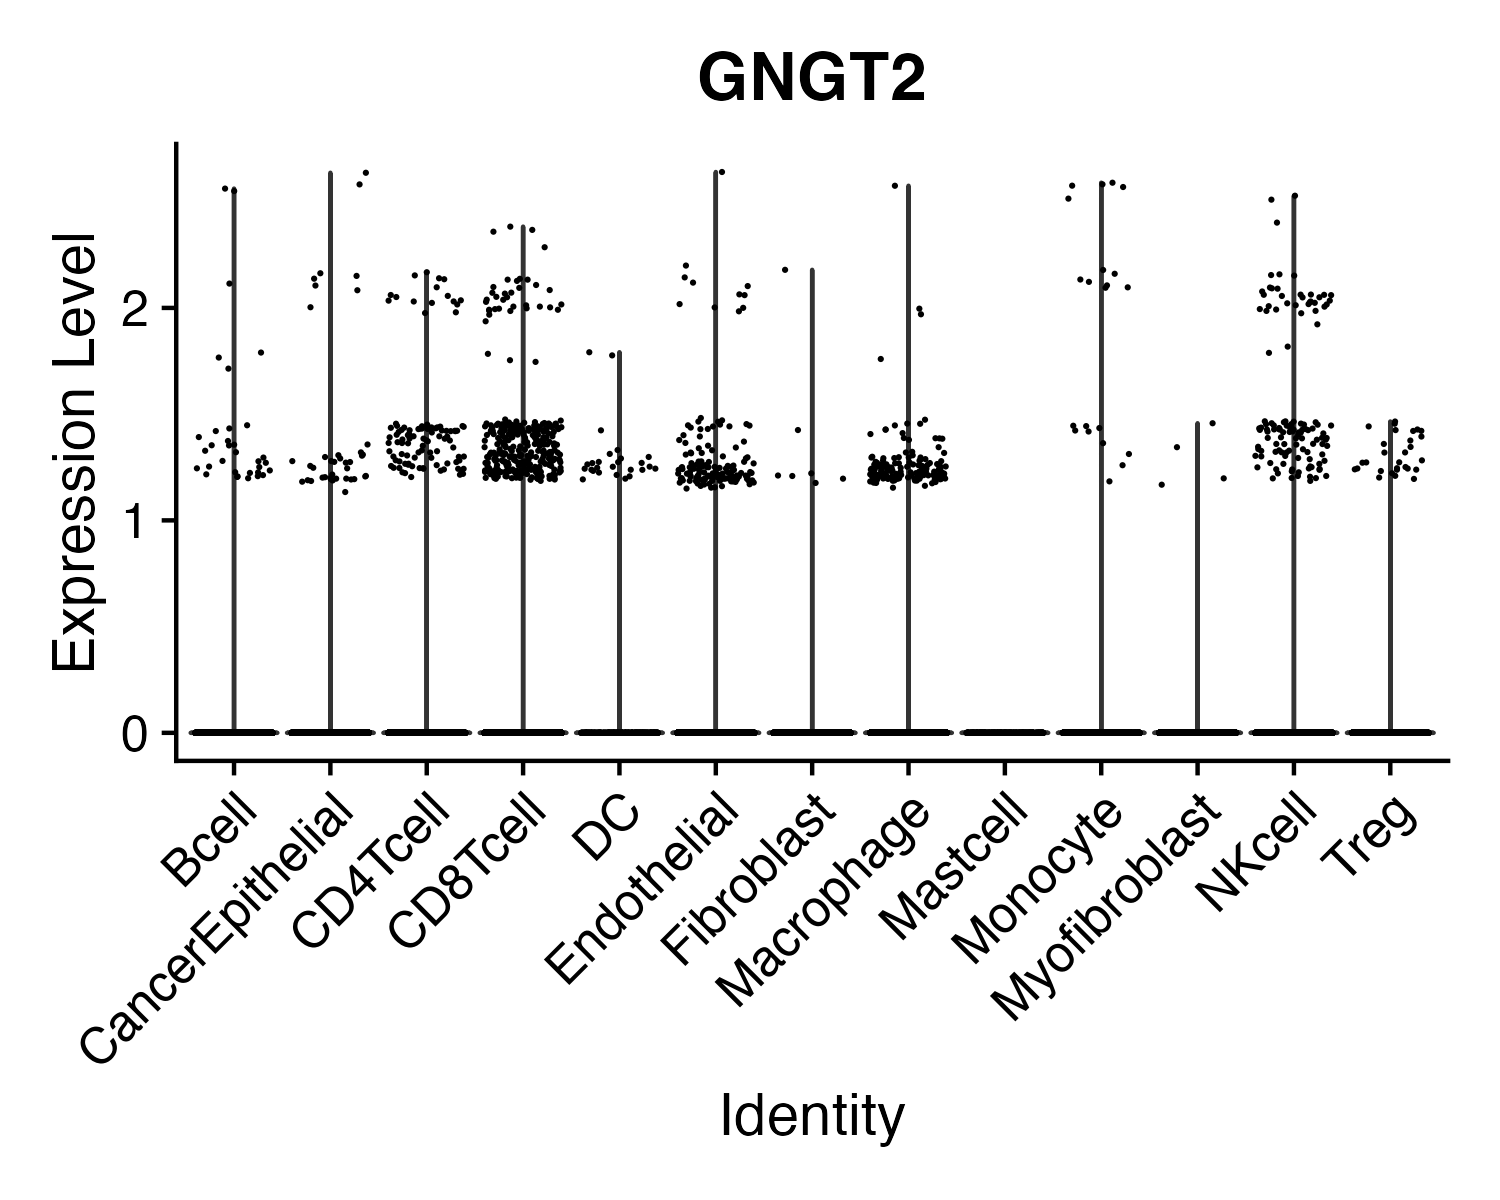 GNGT2
Expression Level
2
1
0
Bcell
CancerEpithelial
CD4Tcell
CD8Tcell
DC
Endothelial
Fibroblast
Macrophage
Mastcell
Monocyte
Myofibroblast
NKcell
Treg
Identity